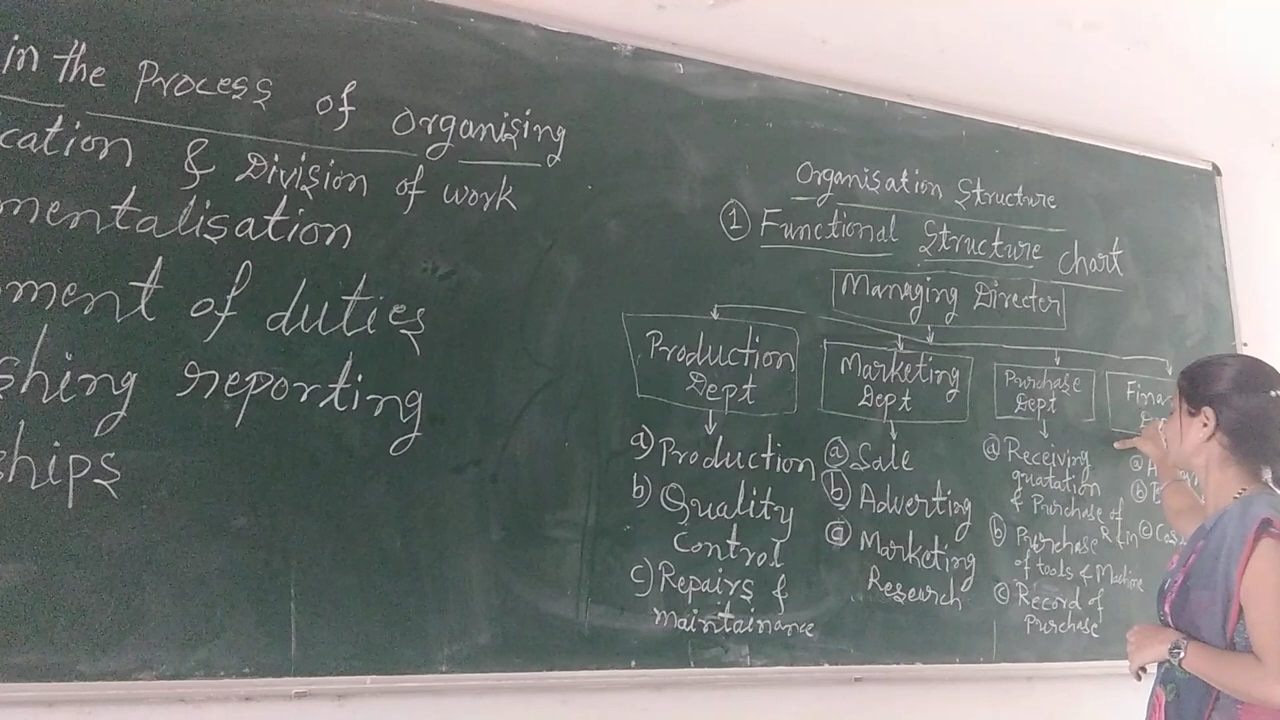 in the Process of Organising
cation & Division of work
mentalisation
ment of duties
shing reporting
ships
Organisation Structure
① Functional Structure chart
Managing Director
Production
Dept
a) Production
b) Quality
Control
c) Repairs &
maintainance
Marketing
Dept
ⓐ Sale
ⓑ Adverting
ⓐ Marketing
Research
Purchase
Dept
ⓐ Receiving
quatation
& Purchase of
ⓑ Purchase
of tools & Machine
ⓒ Record of
Purchase
Finan
ⓐ A
ⓑ
ⓒ